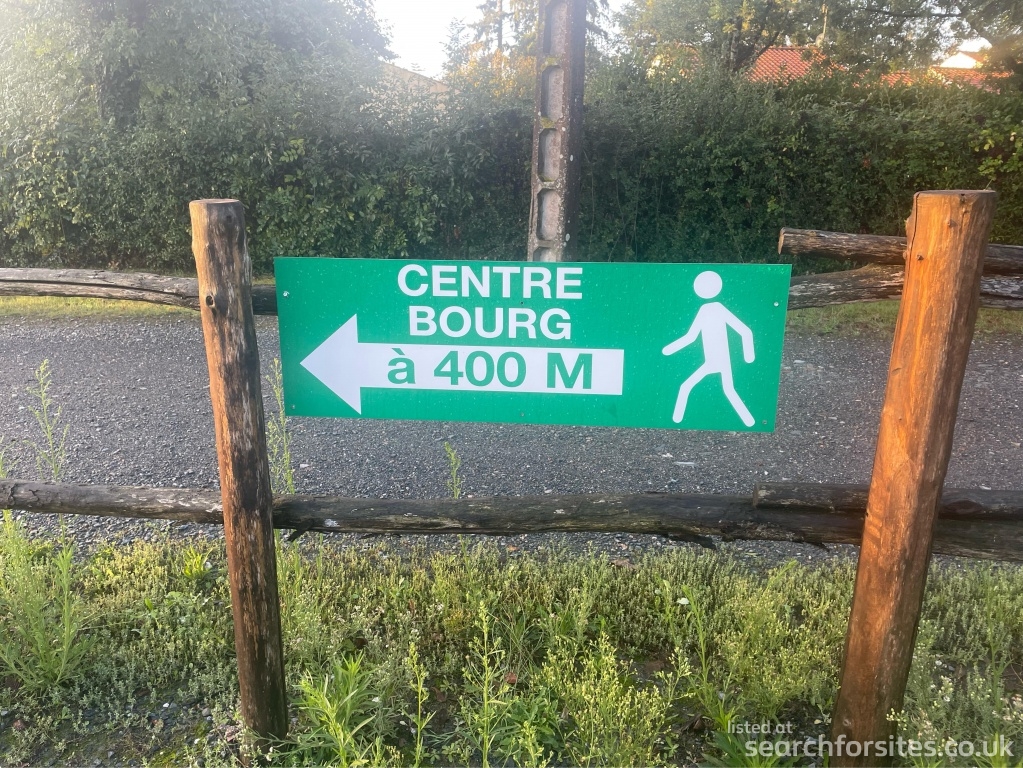 CENTRE
BOURG
à 400 M
listed at
searchforsites.co.uk